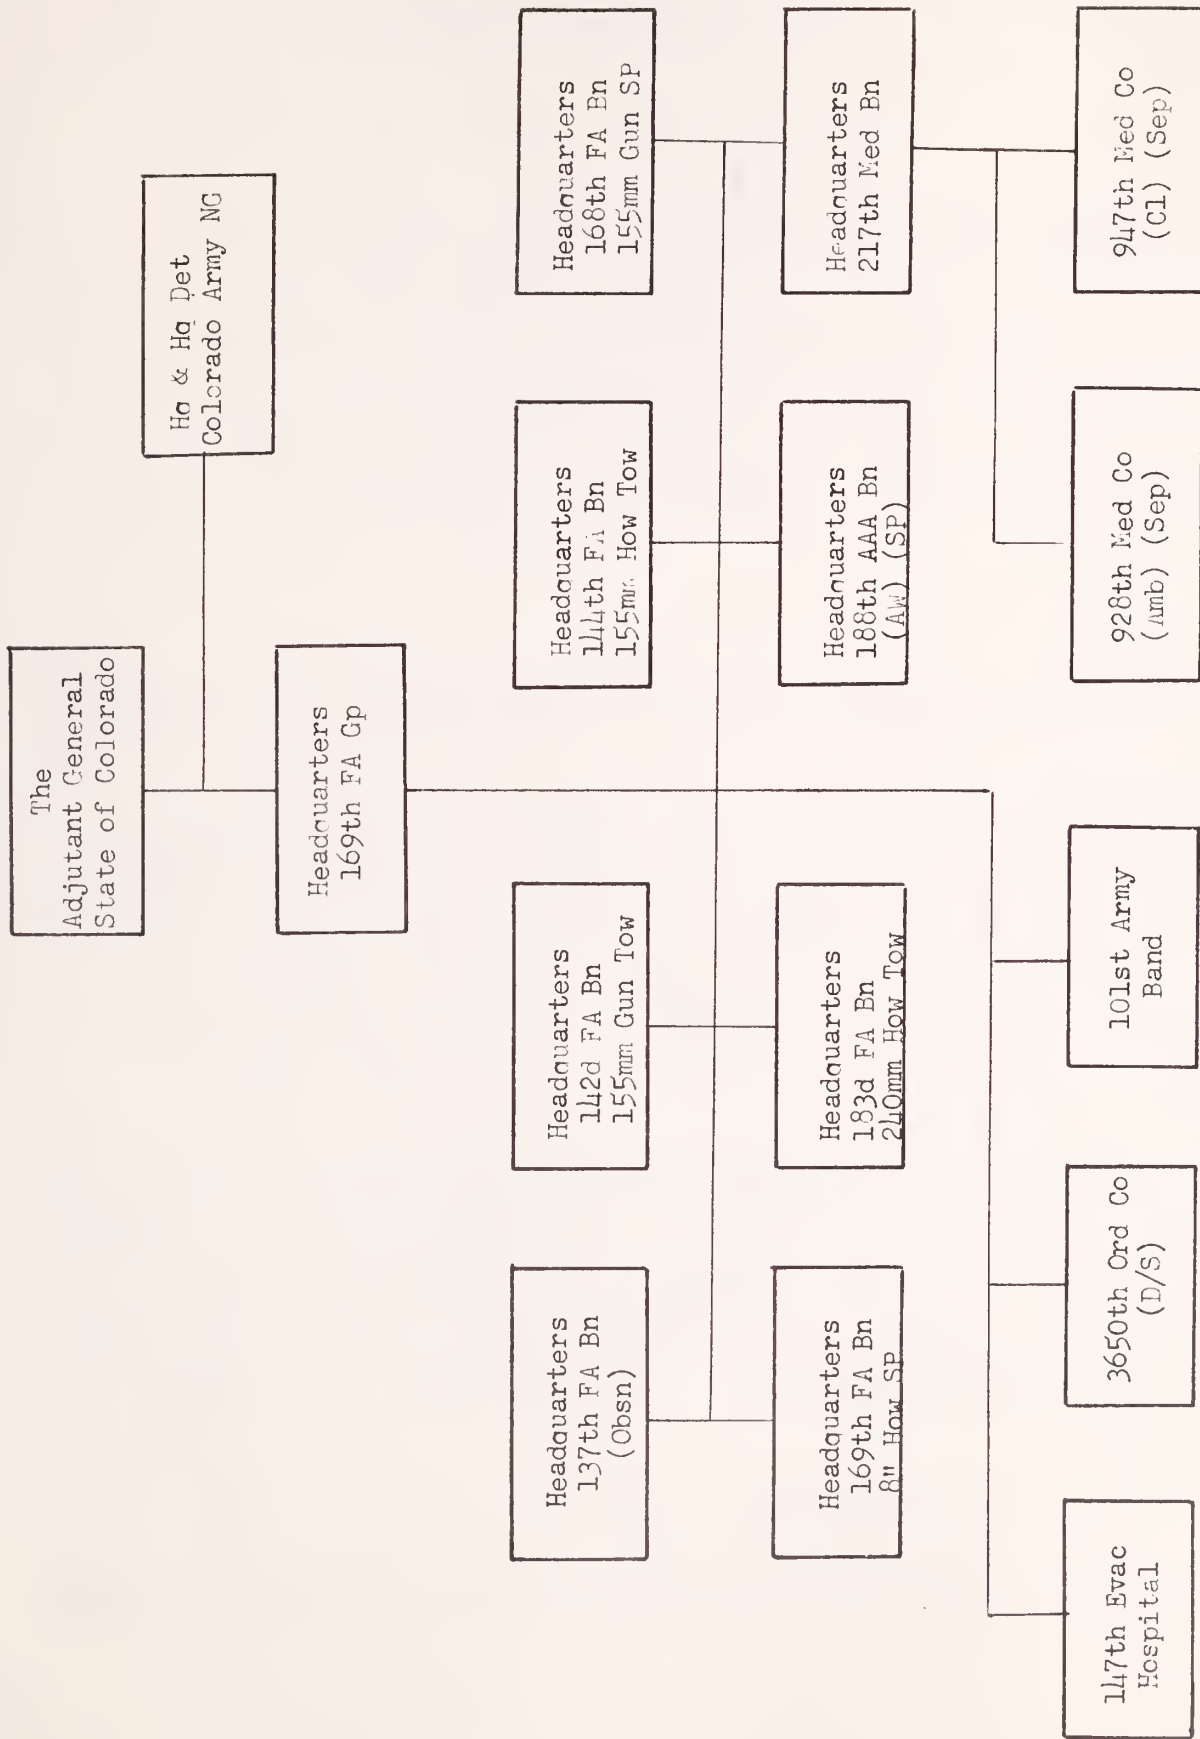 The
Adjutant General
State of Colorado
Hq & Hq Det
Colorado Army NG
Headquarters
169th FA Gp
Headquarters
137th FA Bn
(Obsn)
Headquarters
142d FA Bn
155mm Gun Tow
Headquarters
144th FA Bn
155mm How Tow
Headquarters
168th FA Bn
155mm Gun SP
Headquarters
169th FA Bn
8" How SP
Headquarters
183d FA Bn
240mm How Tow
Headquarters
188th AAA Bn
(AW) (SP)
Headquarters
217th Med Bn
147th Evac
Hospital
3650th Ord Co
(D/S)
101st Army
Band
928th Med Co
(Amb) (Sep)
947th Med Co
(Cl) (Sep)